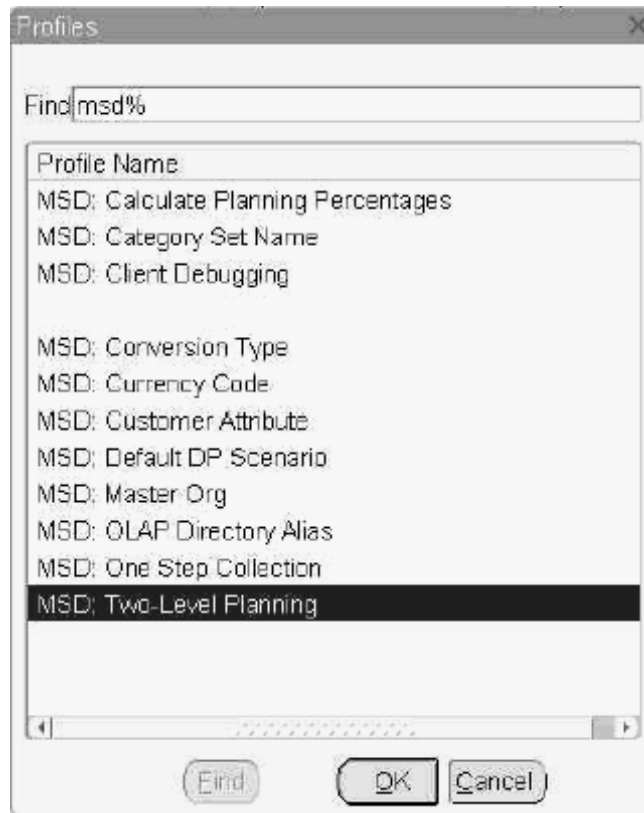 Profiles
Find msd%
Profile Name
MSD: Calculate Planning Percentages
MSD: Category Set Name
MSD: Client Debugging
MSD: Conversion Type
MSD: Currency Code
MSD: Customer Attribute
MSD: Default DP Scenario
MSD: Master Org
MSD: OLAP Directory Alias
MSD: One Step Collection
MSD: Two-Level Planning
Find OK Cancel